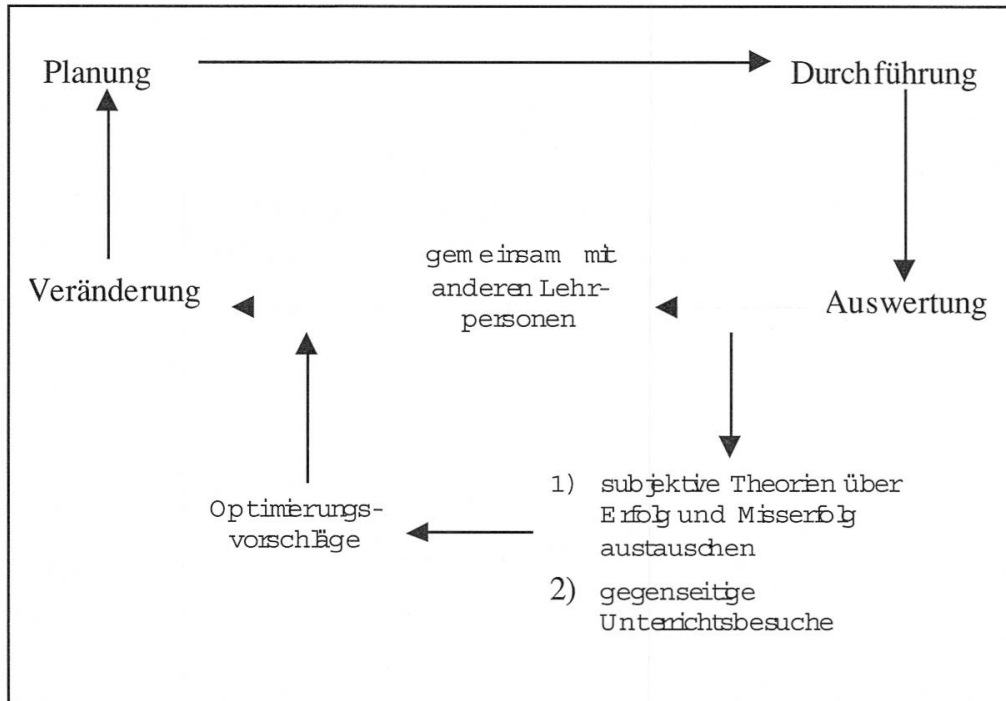 Planung
Durchführung
gemeinsam mit
anderen Lehr-
personen
Veränderung
Auswertung
1) subjektive Theorien über
Erfolg und Misserfolg
austauschen
Optimierungs-
vorschläge
2) gegenseitige
Unterrichtsbesuche